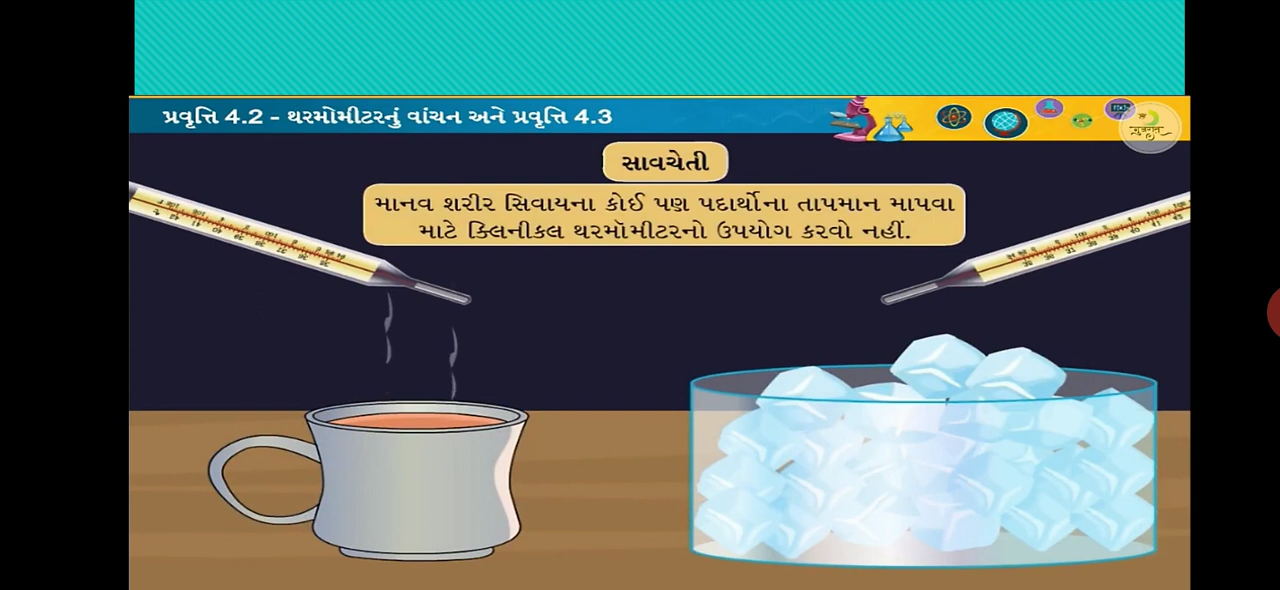 પ્રવૃત્તિ 4.2 - થરમોમીટરનું વાંચન અને પ્રવૃત્તિ 4.3
ગુજરાત
સાવચેતી
માનવ શરીર સિવાયના કોઈ પણ પદાર્થોના તાપમાન માપવા
માટે ક્લિનીકલ થરમૉમીટરનો ઉપયોગ કરવો નહીં.